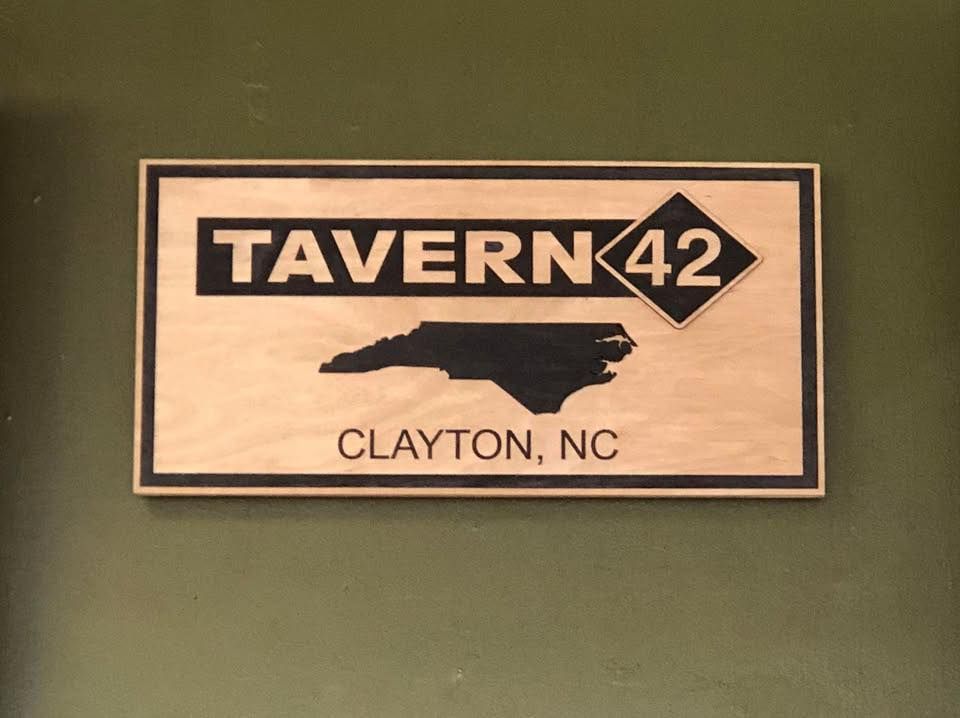 TAVERN 42
CLAYTON, NC